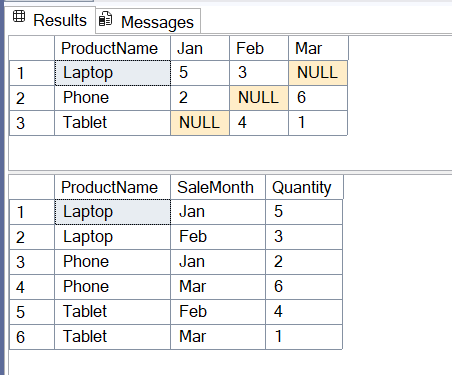 Results Messages
ProductName Jan Feb Mar
1 Laptop 5 3 NULL
2 Phone 2 NULL 6
3 Tablet NULL 4 1
ProductName SaleMonth Quantity
1 Laptop Jan 5
2 Laptop Feb 3
3 Phone Jan 2
4 Phone Mar 6
5 Tablet Feb 4
6 Tablet Mar 1